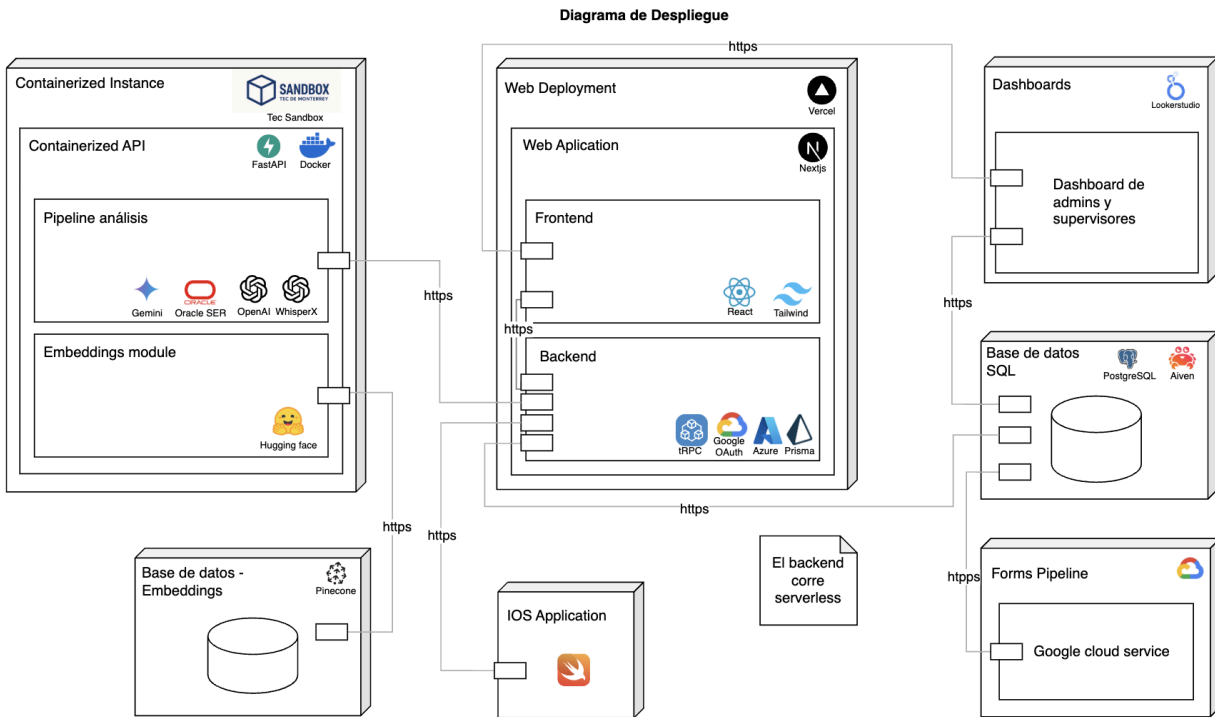 Diagrama de Despliegue
https
Containerized Instance
SANDBOX
TEC DE MONTERREY
Tec Sandbox
Containerized API
FastAPI
Docker
Pipeline análisis
Gemini
ORACLE
Oracle SER
OpenAI
WhisperX
Embeddings module
Hugging face
https
https
Web Deployment
Vercel
Web Aplication
Nextjs
Frontend
React
Tailwind
https
Backend
tRPC
Google
OAuth
Azure
Prisma
https
https
Dashboards
Lookerstudio
Dashboard de
admins y
supervisores
https
Base de datos
SQL
PostgreSQL
Aiven
htpps
Base de datos -
Embeddings
Pinecone
IOS Application
El backend
corre
serverless
Forms Pipeline
Google cloud service